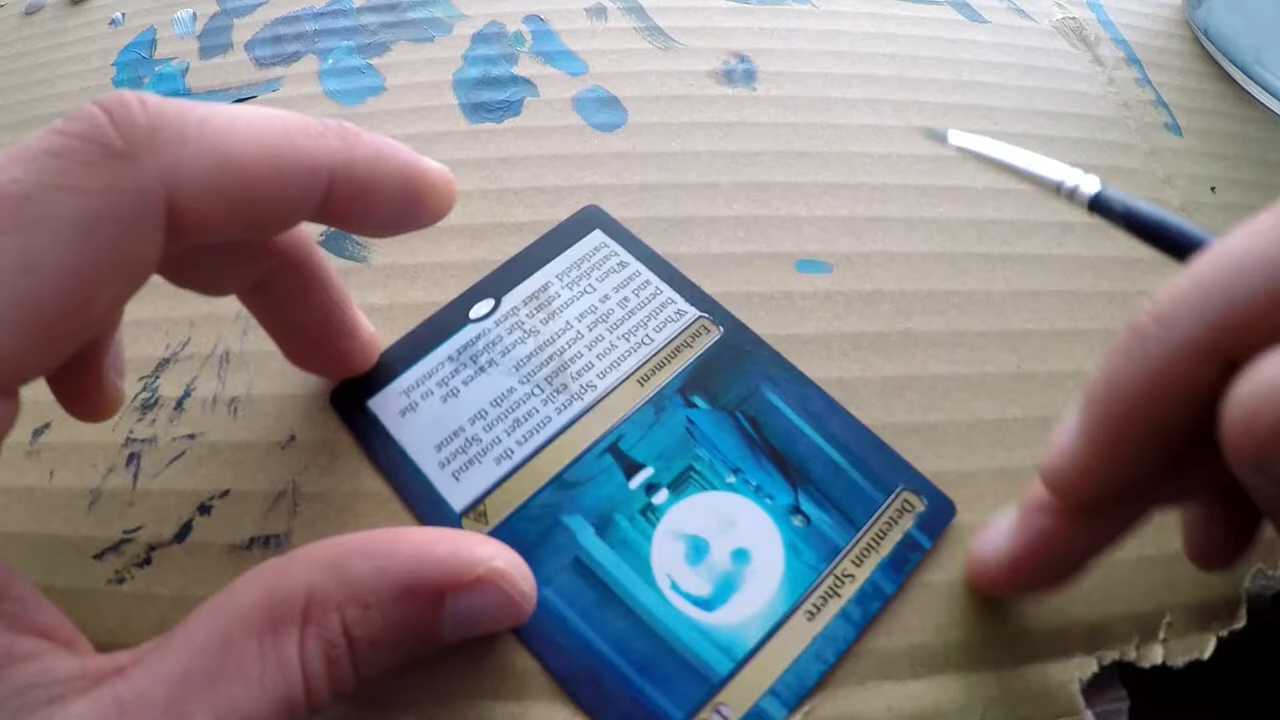 Detention Sphere
Enchantment
When Detention Sphere enters the
battlefield, you may exile target nonland
permanent not named Detention Sphere
and all other permanents with the same
name as that permanent.
When Detention Sphere leaves the
battlefield, return the exiled cards to the
battlefield under their owner's control.